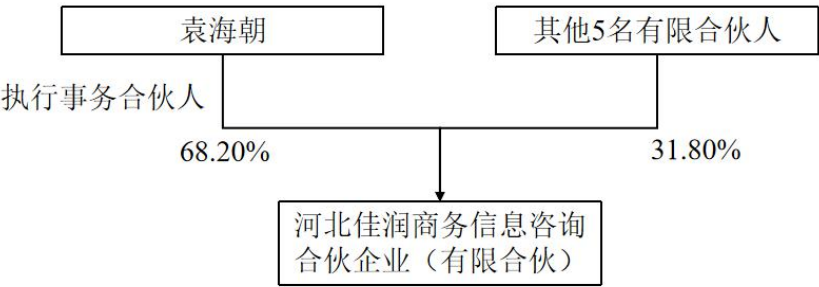 袁海朝
其他5名有限合伙人
执行事务合伙人
68.20%
31.80%
河北佳润商务信息咨询
合伙企业（有限合伙）